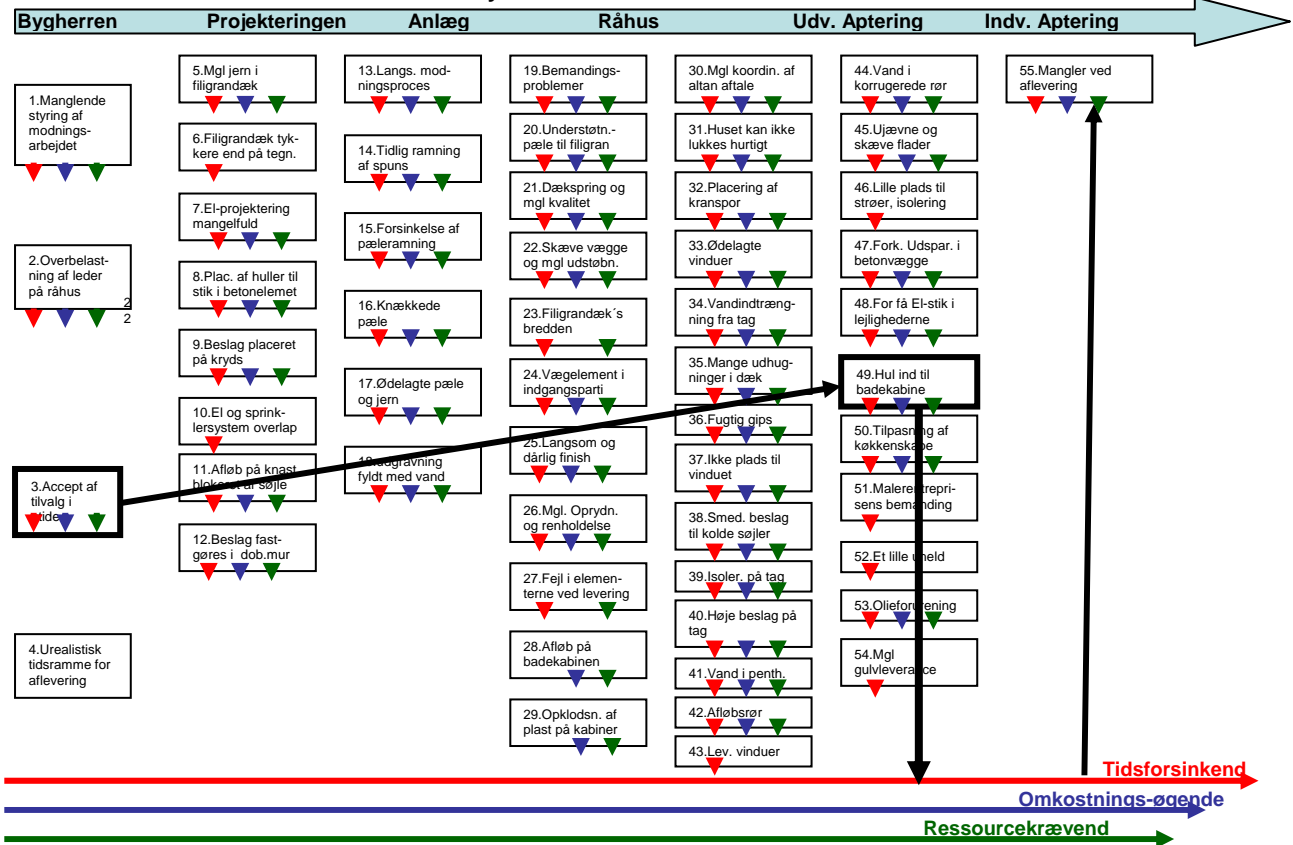 Bygherren Projekteringen Anlæg Råhus Udv. Aptering Indv. Aptering
1.Manglende
styring af
modnings-
arbejdet
2.Overbelast-
ning af leder
på råhus
2
2
3.Accept af
tilvalg i
utide
4.Urealistisk
tidsramme for
aflevering
5.Mgl jern i
filigrandæk
6.Filigrandæk tyk-
kere end på tegn.
7.El-projektering
mangelfuld
8.Plac. af huller til
stik i betonelemet
9.Beslag placeret
på kryds
10.El og sprink-
lersystem overlap
11.Afløb på knast
blokeret af søjle
12.Beslag fast-
gøres i dob.mur
13.Langs. mod-
ningsproces
14.Tidlig ramning
af spuns
15.Forsinkelse af
pæleramning
16.Knækkede
pæle
17.Ødelagte pæle
og jern
18.udgravning
fyldt med vand
19.Bemandings-
problemer
20.Understøtn.-
pæle til filigran
21.Dækspring og
mgl kvalitet
22.Skæve vægge
og mgl udstøbn.
23.Filigrandæk´s
bredden
24.Vægelement i
indgangsparti
25.Langsom og
dårlig finish
26.Mgl. Oprydn.
og renholdelse
27.Fejl i elemen-
terne ved levering
28.Afløb på
badekabinen
29.Opklodsn. af
plast på kabiner
30.Mgl koordin. af
altan aftale
31.Huset kan ikke
lukkes hurtigt
32.Placering af
kranspor
33.Ødelagte
vinduer
34.Vandindtræng-
ning fra tag
35.Mange udhug-
ninger i dæk
36.Fugtig gips
37.Ikke plads til
vinduet
38.Smed. beslag
til kolde søjler
39.Isoler. på tag
40.Høje beslag på
tag
41.Vand i penth.
42.Afløbsrør
43.Lev. vinduer
44.Vand i
korrugerede rør
45.Ujævne og
skæve flader
46.Lille plads til
strøer, isolering
47.Fork. Udspar. i
betonvægge
48.For få El-stik i
lejlighederne
49.Hul ind til
badekabine
50.Tilpasning af
køkkenskabe
51.Malerentrepri-
sens bemanding
52.Et lille uheld
53.Olieforurening
54.Mgl
gulvleverance
55.Mangler ved
aflevering
Tidsforsinkend
Omkostnings-øgende
Ressourcekrævend